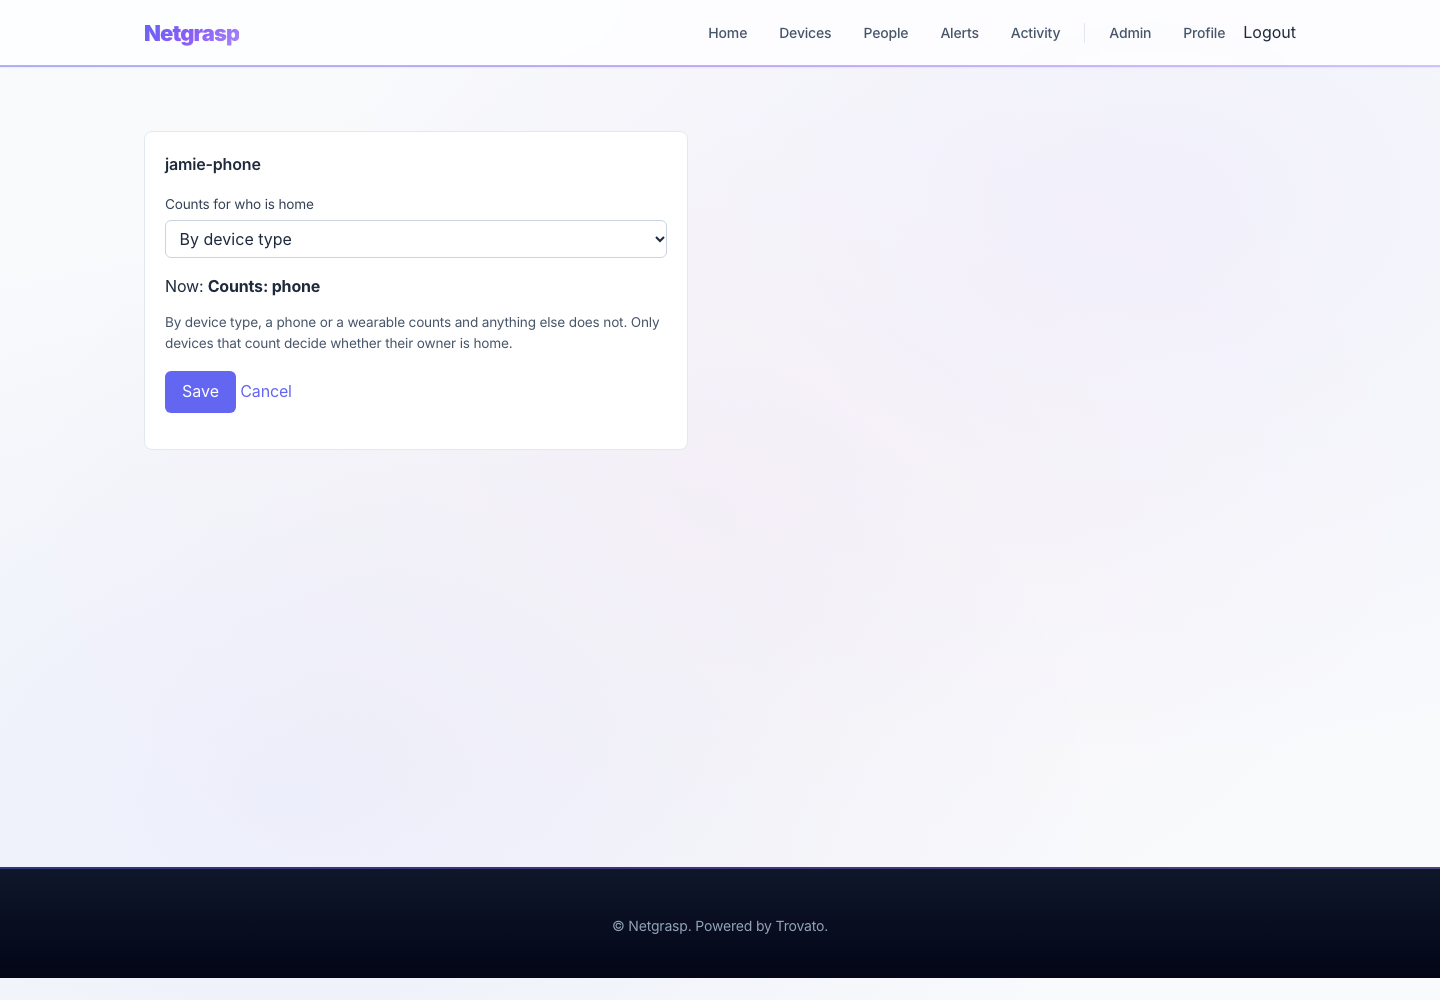 Netgrasp
Home Devices People Alerts Activity Admin Profile Logout
jamie-phone
Counts for who is home
By device type
Now: Counts: phone
By device type, a phone or a wearable counts and anything else does not. Only
devices that count decide whether their owner is home.
Save Cancel
© Netgrasp. Powered by Trovato.